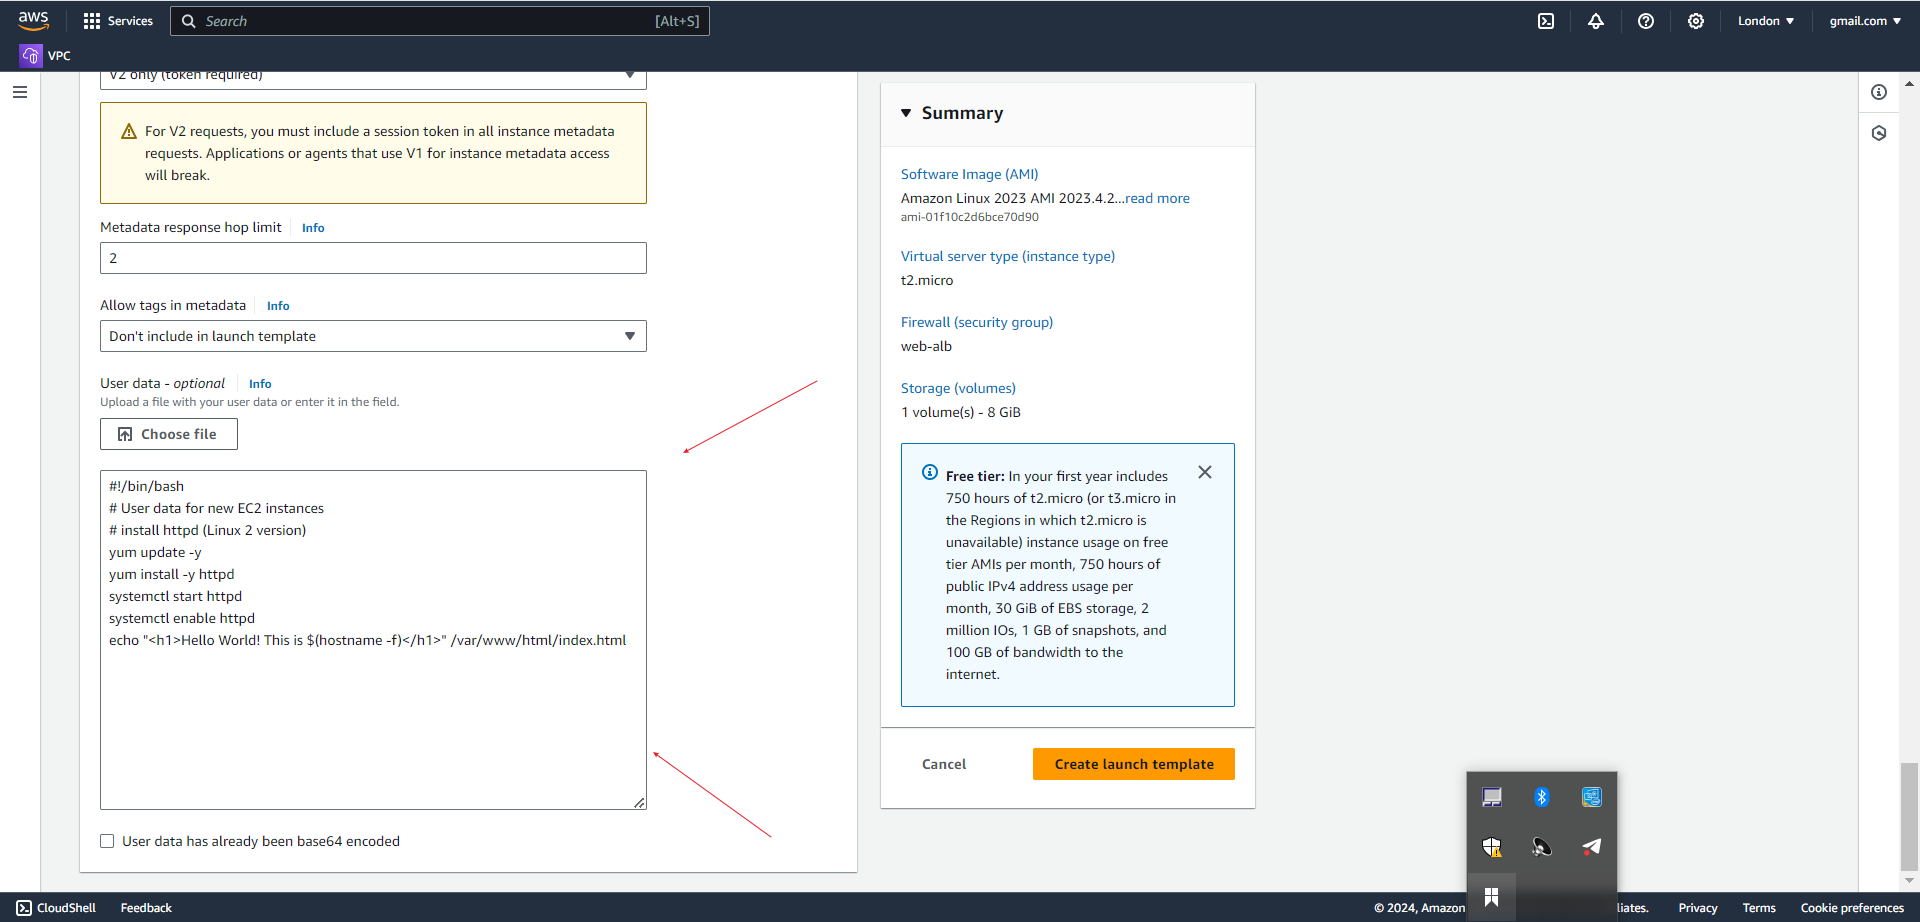 aws
Services
Search
[Alt+S]
London
gmail.com
VPC
V2 only (token required)
For V2 requests, you must include a session token in all instance metadata
requests. Applications or agents that use V1 for instance metadata access
will break.
Metadata response hop limit
Info
2
Allow tags in metadata
Info
Don't include in launch template
User data - optional
Info
Upload a file with your user data or enter it in the field.
Choose file
#!/bin/bash
# User data for new EC2 instances
# install httpd (Linux 2 version)
yum update -y
yum install -y httpd
systemctl start httpd
systemctl enable httpd
echo "<h1>Hello World! This is $(hostname -f)</h1>" /var/www/html/index.html
User data has already been base64 encoded
Summary
Software Image (AMI)
Amazon Linux 2023 AMI 2023.4.2...read more
ami-01f10c2d6bce70d90
Virtual server type (instance type)
t2.micro
Firewall (security group)
web-alb
Storage (volumes)
1 volume(s) - 8 GiB
Free tier: In your first year includes
750 hours of t2.micro (or t3.micro in
the Regions in which t2.micro is
unavailable) instance usage on free
tier AMIs per month, 750 hours of
public IPv4 address usage per
month, 30 GiB of EBS storage, 2
million IOs, 1 GB of snapshots, and
100 GB of bandwidth to the
internet.
Cancel
Create launch template
CloudShell
Feedback
© 2024, Amazon
liates.
Privacy
Terms
Cookie preferences